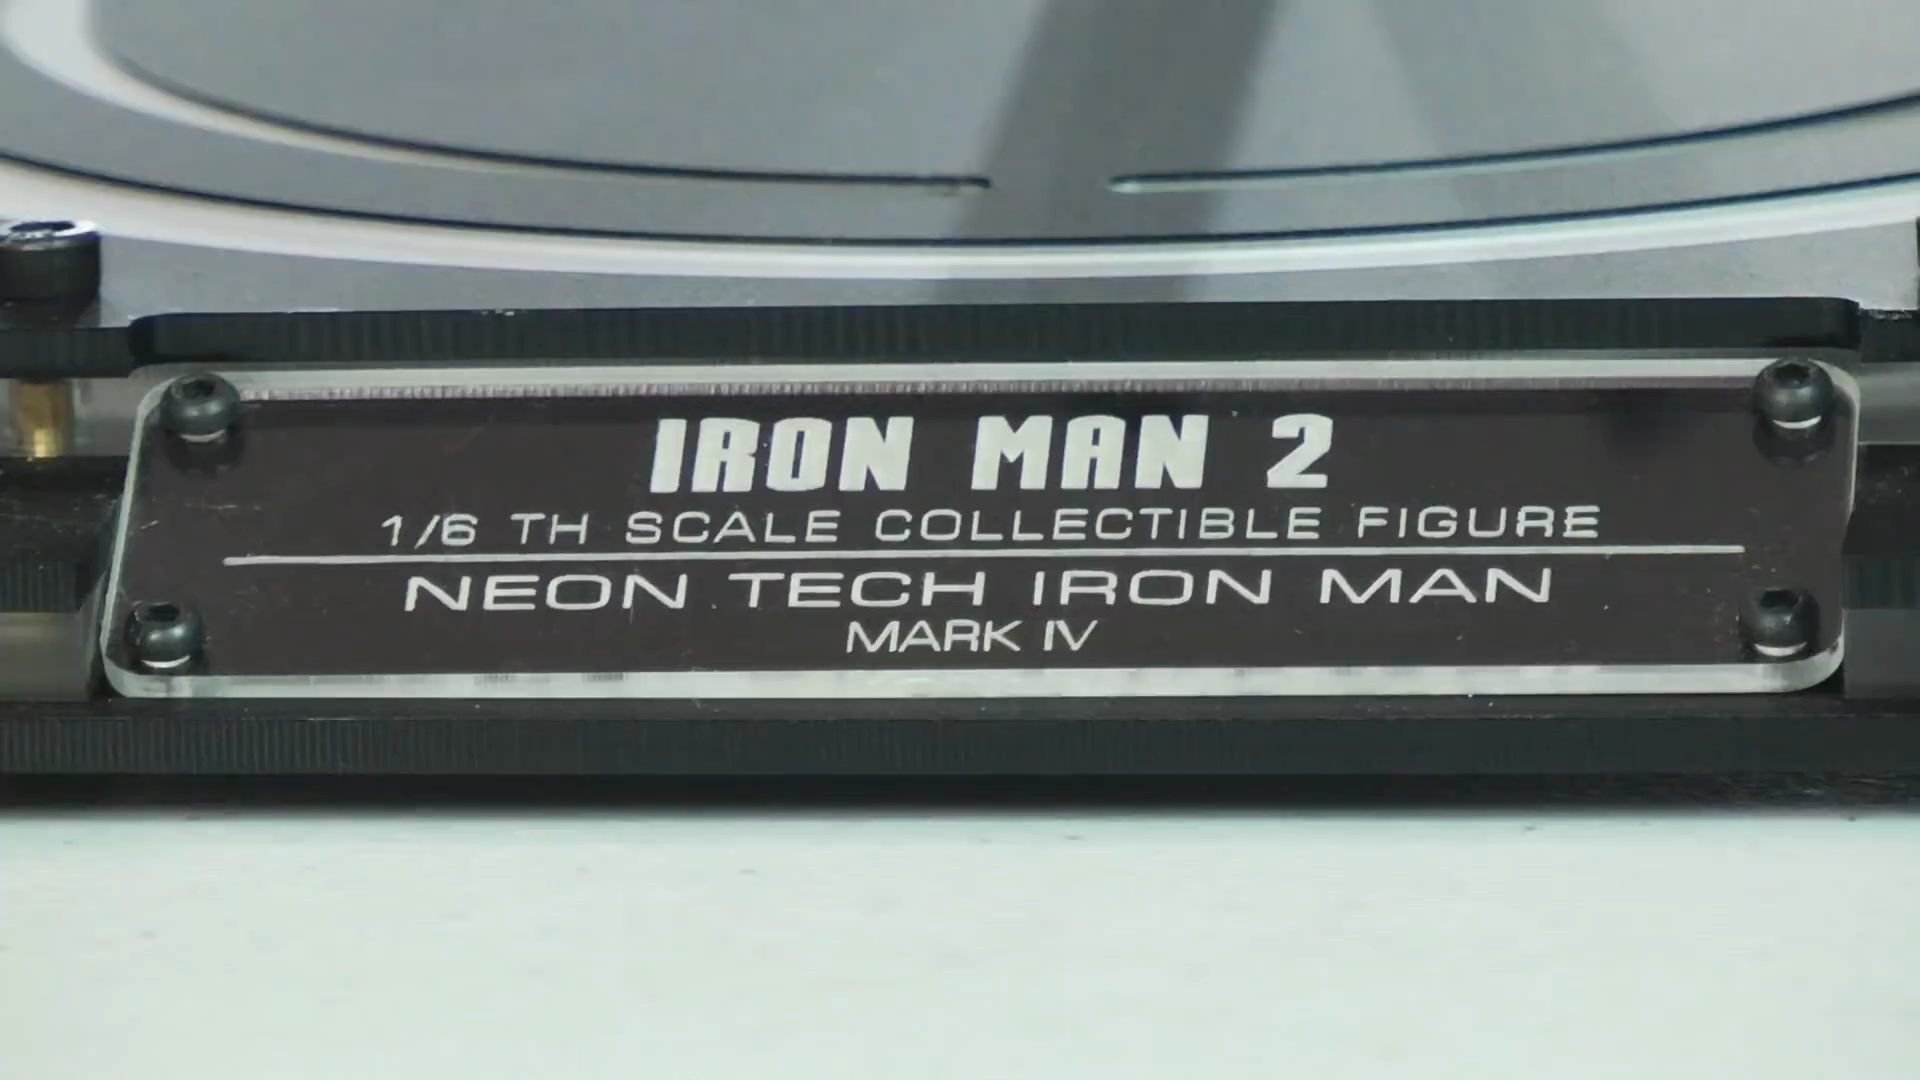 IRON MAN 2
1/6 TH SCALE COLLECTIBLE FIGURE
NEON TECH IRON MAN
MARK IV